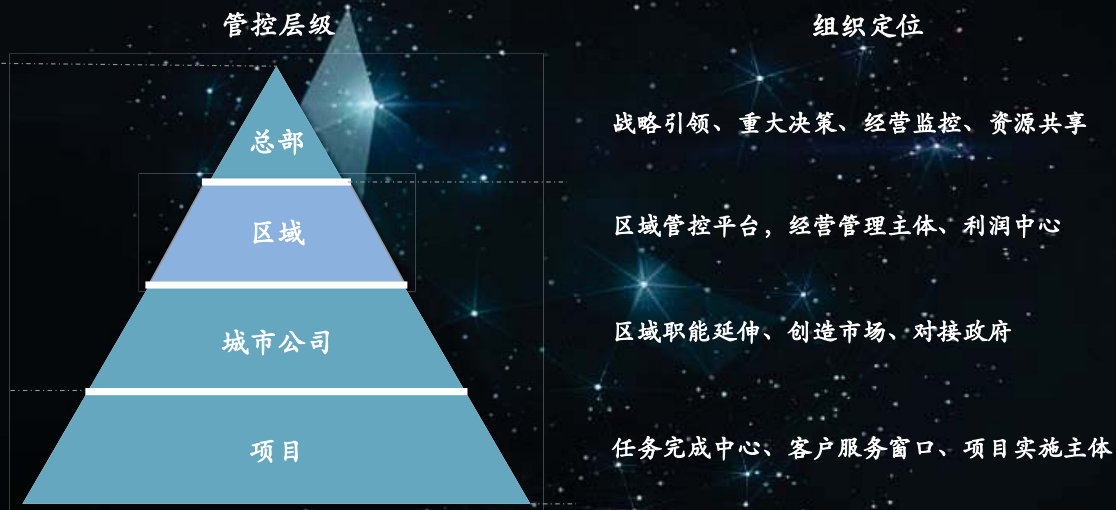 管控层级
组织定位
总部
战略引领、重大决策、经营监控、资源共享
区域
区域管控平台，经营管理主体、利润中心
城市公司
区域职能延伸、创造市场、对接政府
项目
任务完成中心、客户服务窗口、项目实施主体